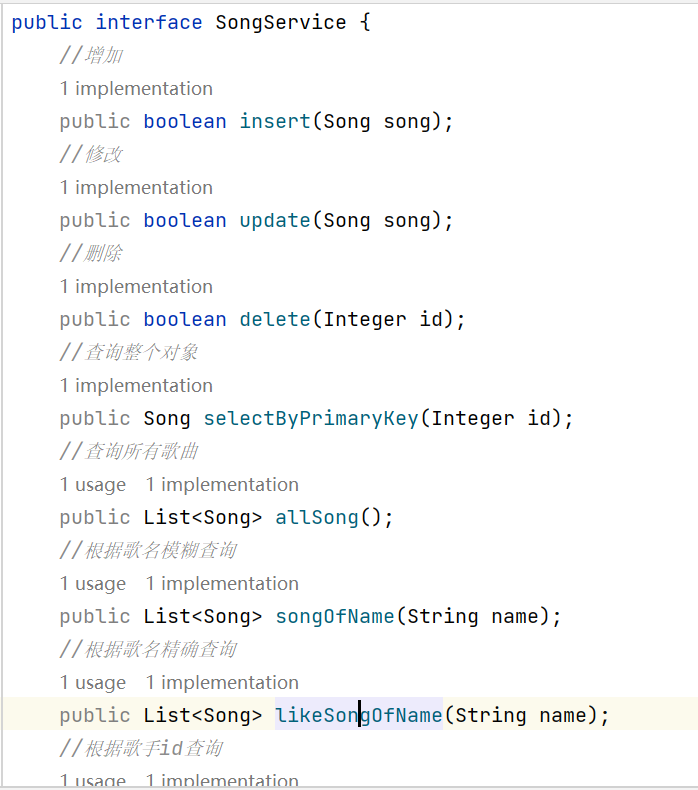 public interface SongService {
//增加
1 implementation
public boolean insert(Song song);
//修改
1 implementation
public boolean update(Song song);
//删除
1 implementation
public boolean delete(Integer id);
//查询整个对象
1 implementation
public Song selectByPrimaryKey(Integer id);
//查询所有歌曲
1 usage 1 implementation
public List<Song> allSong();
//根据歌名模糊查询
1 usage 1 implementation
public List<Song> songOfName(String name);
//根据歌名精确查询
1 usage 1 implementation
public List<Song> likeSongOfName(String name);
//根据歌手id查询
1 usage 1 implementation